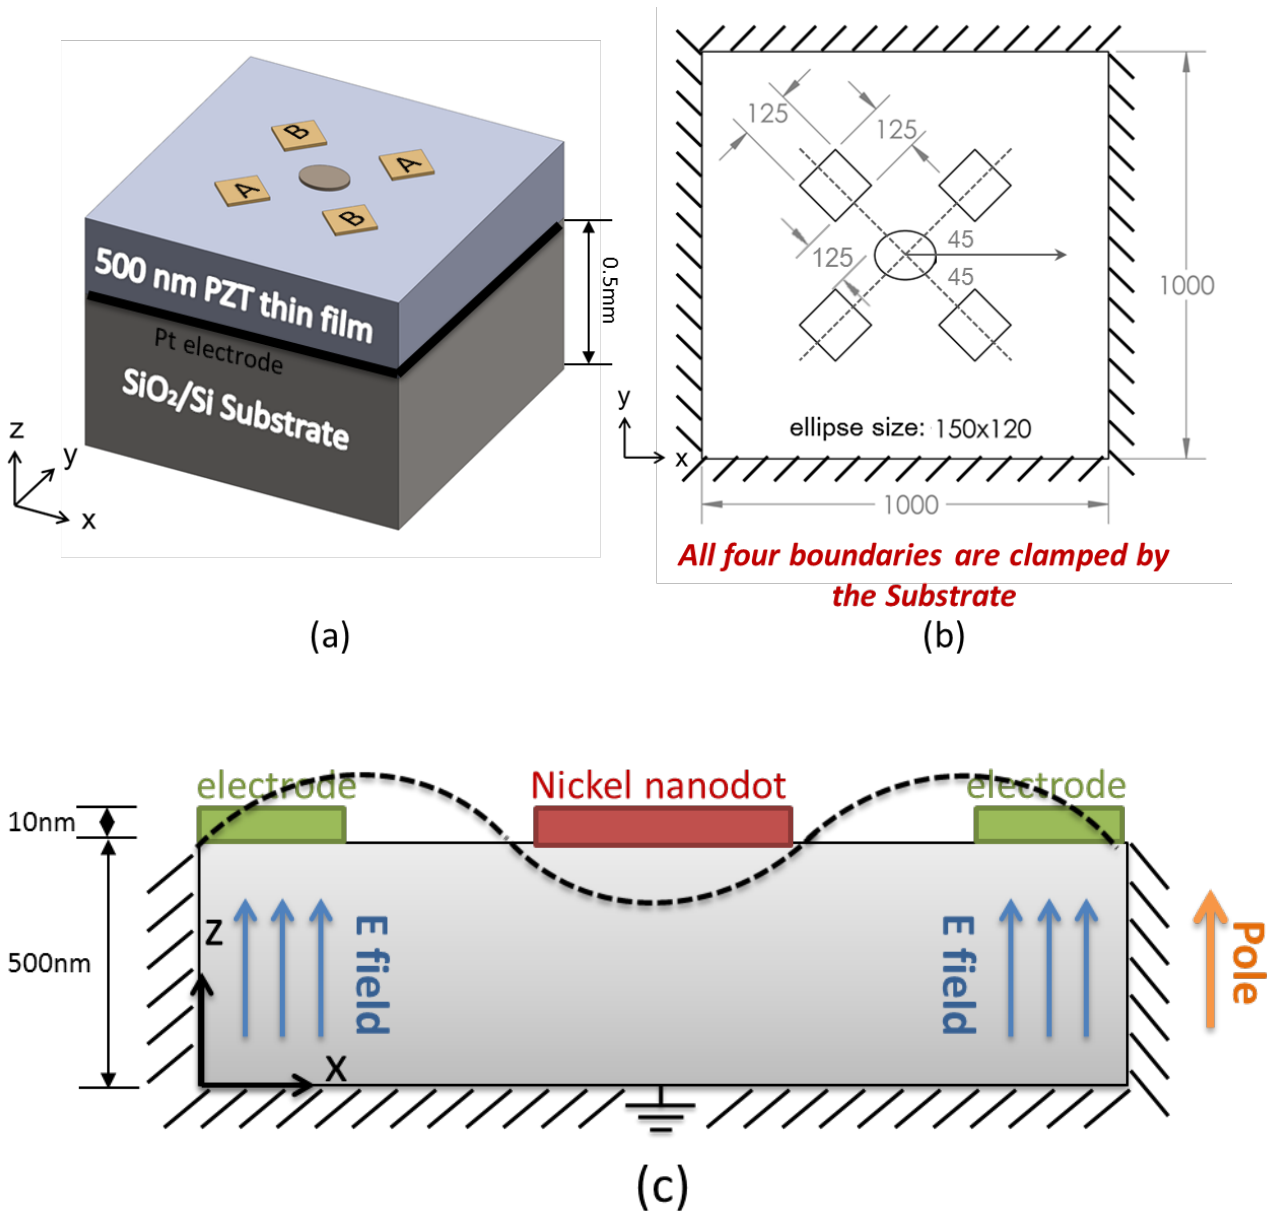 B
A
A
B
500 nm PZT thin film
Pt electrode
SiO₂/Si Substrate
0.5mm
z
y
x
(a)
125
125
125
45
45
1000
ellipse size: 150x120
y
x
1000
All four boundaries are clamped by
the Substrate
(b)
electrode
Nickel nanodot
electrode
10nm
500nm
Z
X
E field
E field
Pole
(c)